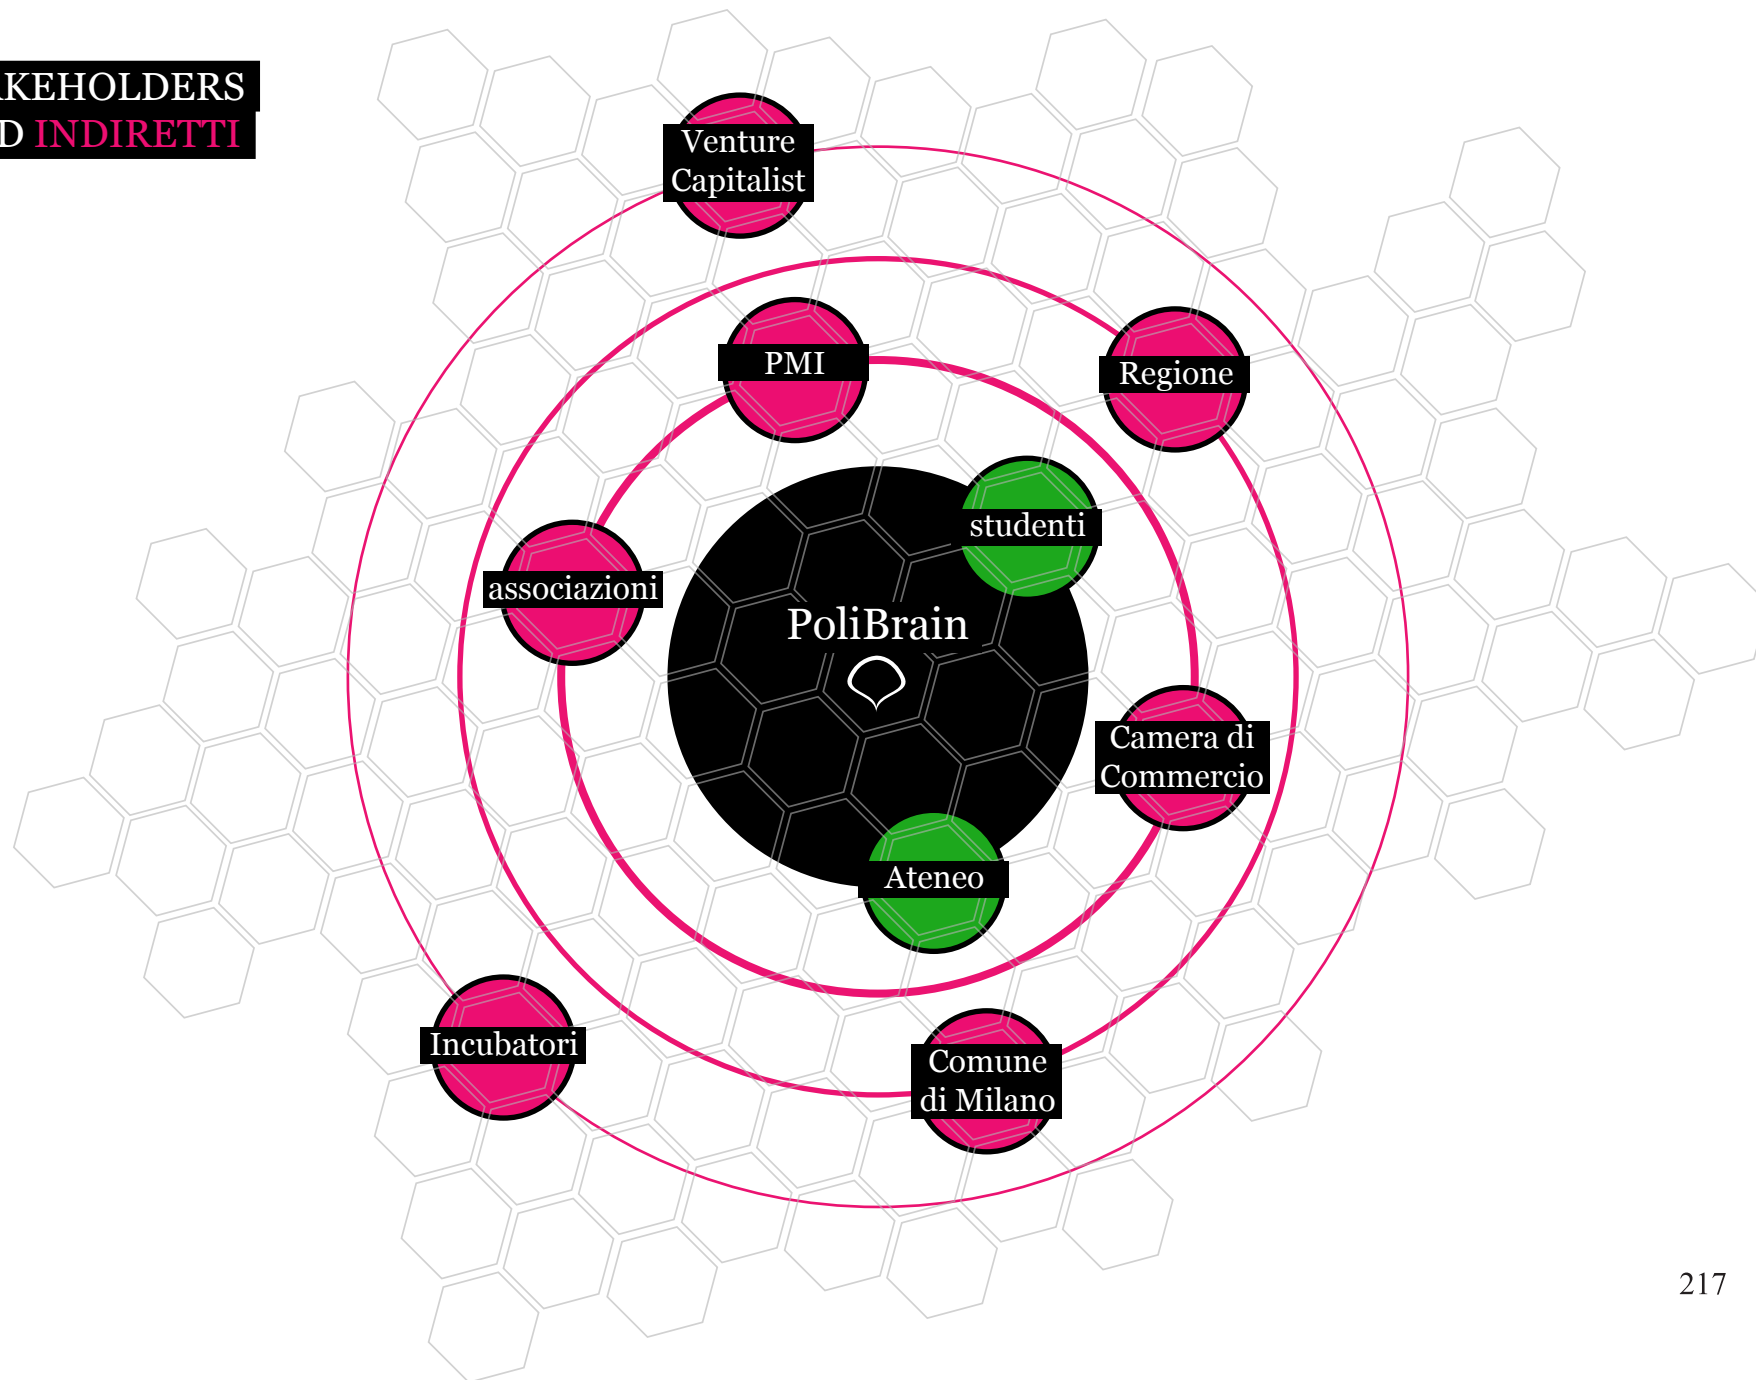 KEHOLDERS
D INDIRETTI
Venture
Capitalist
PMI
Regione
studenti
associazioni
PoliBrain
Camera di
Commercio
Ateneo
Incubatori
Comune
di Milano
217